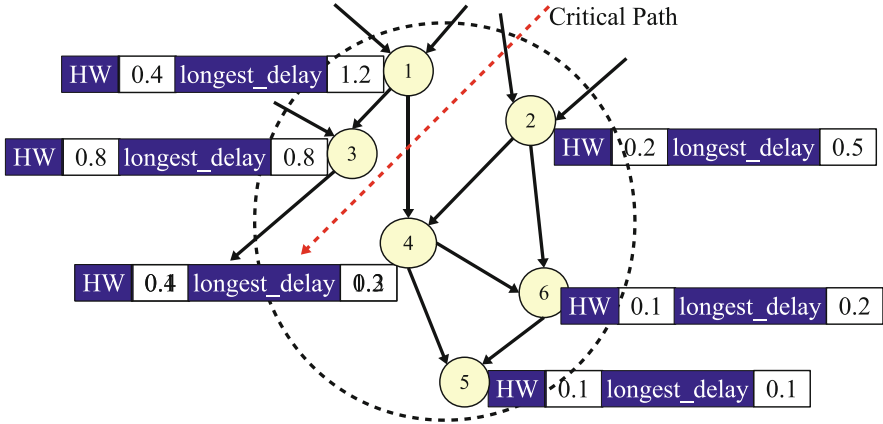 Critical Path
1
HW 0.4 longest_delay 1.2
2
HW 0.2 longest_delay 0.5
3
HW 0.8 longest_delay 0.8
4
HW longest_delay
6
HW 0.1 longest_delay 0.2
5
HW 0.1 longest_delay 0.1